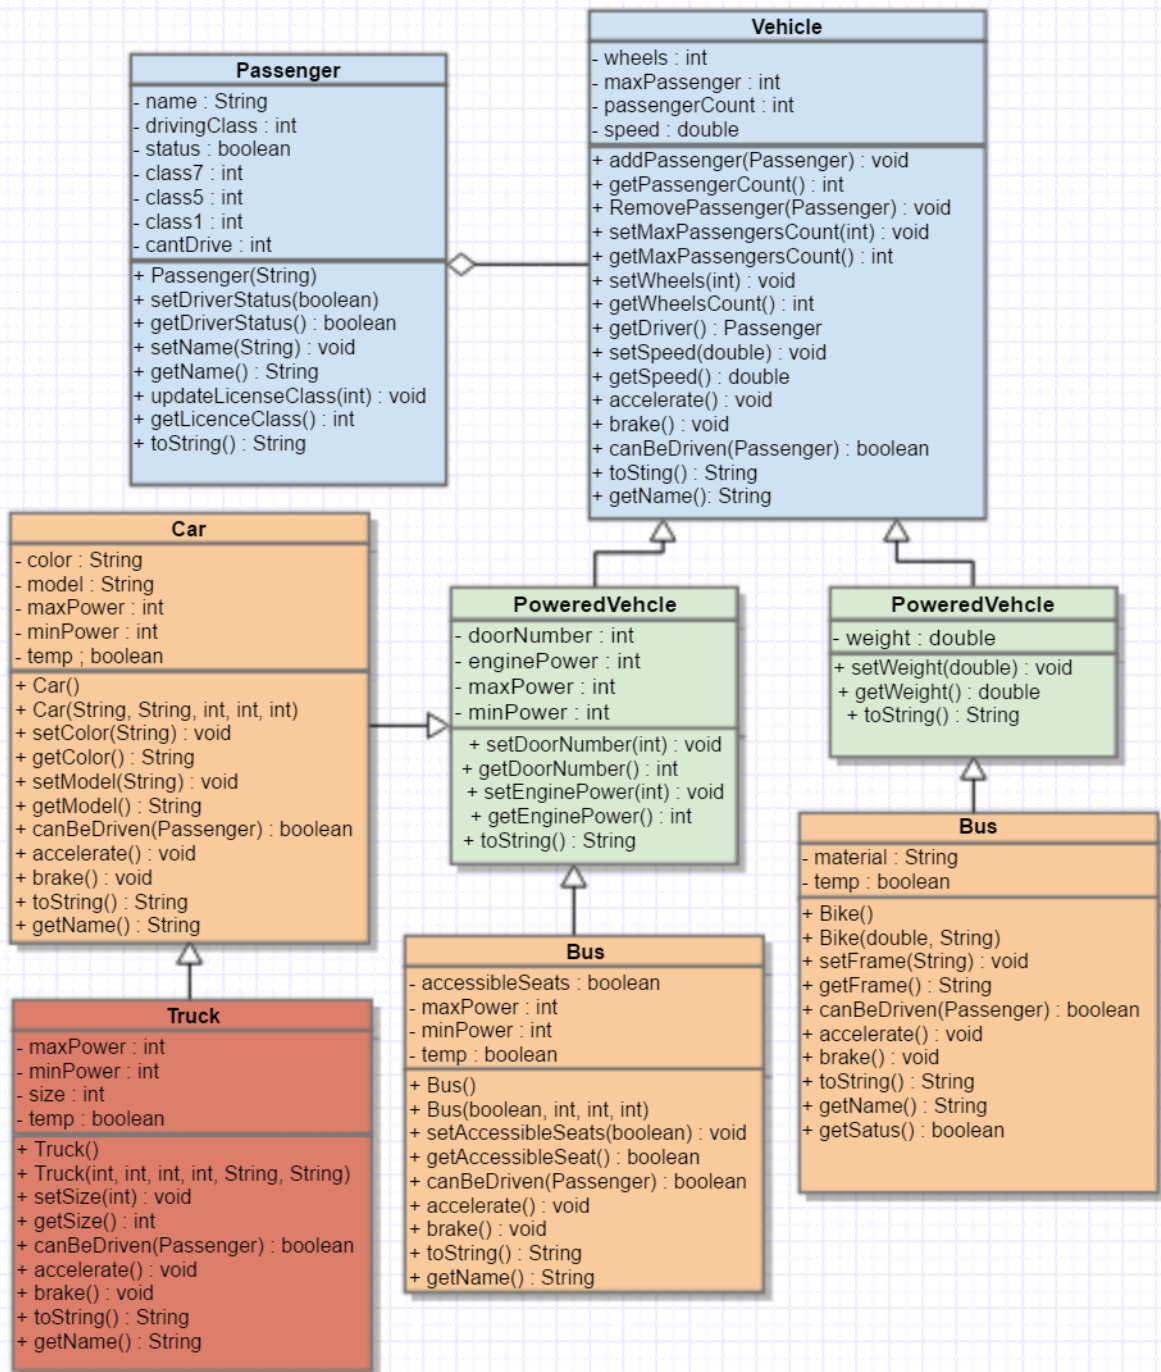 Passenger
- name : String
- drivingClass : int
- status : boolean
- class7 : int
- class5 : int
- class1 : int
- cantDrive : int
+ Passenger(String)
+ setDriverStatus(boolean)
+ getDriverStatus() : boolean
+ setName(String) : void
+ getName() : String
+ updateLicenseClass(int) : void
+ getLicenceClass() : int
+ toString() : String
Vehicle
- wheels : int
- maxPassenger : int
- passengerCount : int
- speed : double
+ addPassenger(Passenger) : void
+ getPassengerCount() : int
+ RemovePassenger(Passenger) : void
+ setMaxPassengersCount(int) : void
+ getMaxPassengersCount() : int
+ setWheels(int) : void
+ getWheelsCount() : int
+ getDriver() : Passenger
+ setSpeed(double) : void
+ getSpeed() : double
+ accelerate() : void
+ brake() : void
+ canBeDriven(Passenger) : boolean
+ toSting() : String
+ getName(): String
Car
- color : String
- model : String
- maxPower : int
- minPower : int
- temp ; boolean
+ Car()
+ Car(String, String, int, int, int)
+ setColor(String) : void
+ getColor() : String
+ setModel(String) : void
+ getModel() : String
+ canBeDriven(Passenger) : boolean
+ accelerate() : void
+ brake() : void
+ toString() : String
+ getName() : String
PoweredVehcle
- doorNumber : int
- enginePower : int
- maxPower : int
- minPower : int
+ setDoorNumber(int) : void
+ getDoorNumber() : int
+ setEnginePower(int) : void
+ getEnginePower() : int
+ toString() : String
PoweredVehcle
- weight : double
+ setWeight(double) : void
+ getWeight() : double
+ toString() : String
Truck
- maxPower : int
- minPower : int
- size : int
- temp : boolean
+ Truck()
+ Truck(int, int, int, int, String, String)
+ setSize(int) : void
+ getSize() : int
+ canBeDriven(Passenger) : boolean
+ accelerate() : void
+ brake() : void
+ toString() : String
+ getName() : String
Bus
- accessibleSeats : boolean
- maxPower : int
- minPower : int
- temp : boolean
+ Bus()
+ Bus(boolean, int, int, int)
+ setAccessibleSeats(boolean) : void
+ getAccessibleSeat() : boolean
+ canBeDriven(Passenger) : boolean
+ accelerate() : void
+ brake() : void
+ toString() : String
+ getName() : String
Bus
- material : String
- temp : boolean
+ Bike()
+ Bike(double, String)
+ setFrame(String) : void
+ getFrame() : String
+ canBeDriven(Passenger) : boolean
+ accelerate() : void
+ brake() : void
+ toString() : String
+ getName() : String
+ getSatus() : boolean